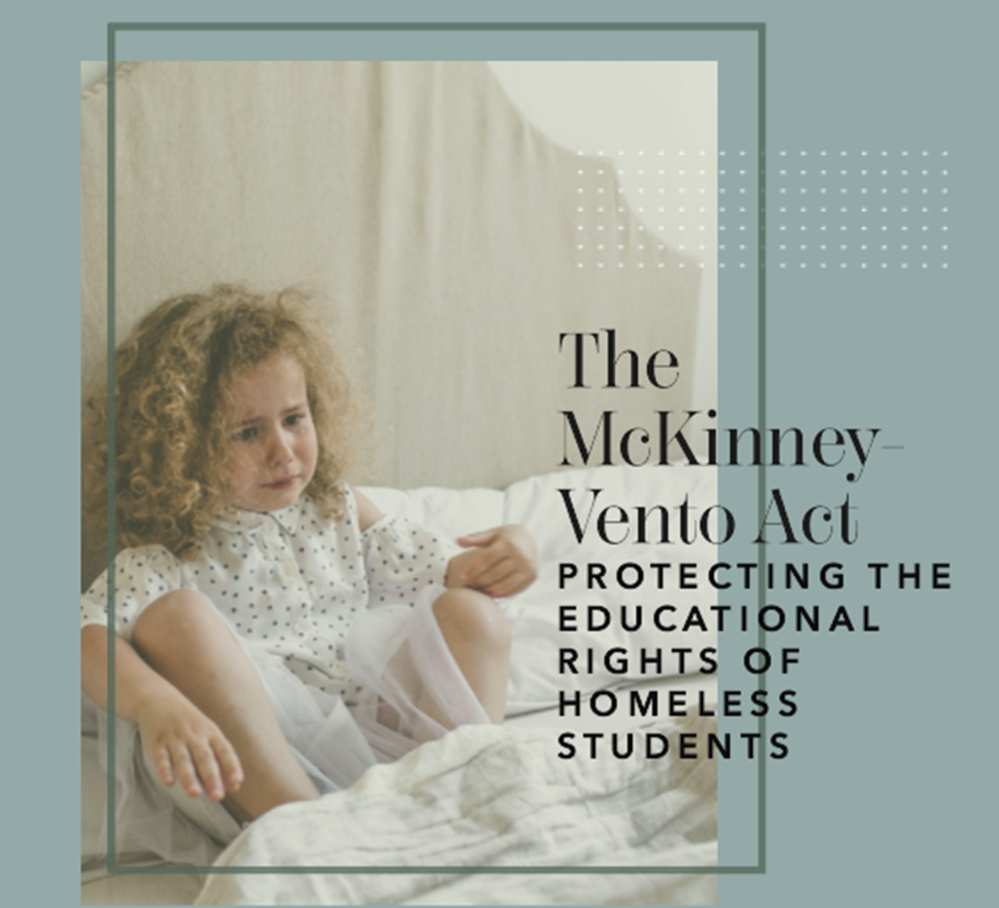 The
McKinney–
Vento Act
PROTECTING THE
EDUCATIONAL
RIGHTS OF
HOMELESS
STUDENTS